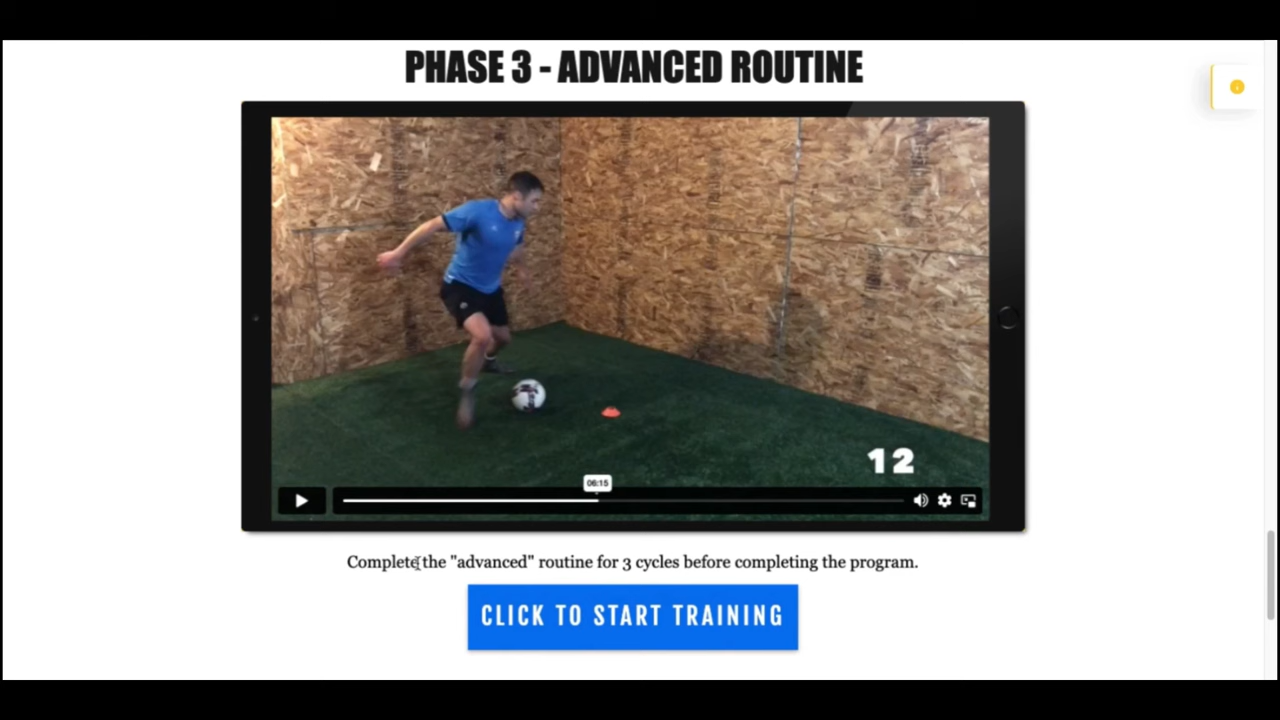 PHASE 3 - ADVANCED ROUTINE
12
06:15
Complete the "advanced" routine for 3 cycles before completing the program.
CLICK TO START TRAINING